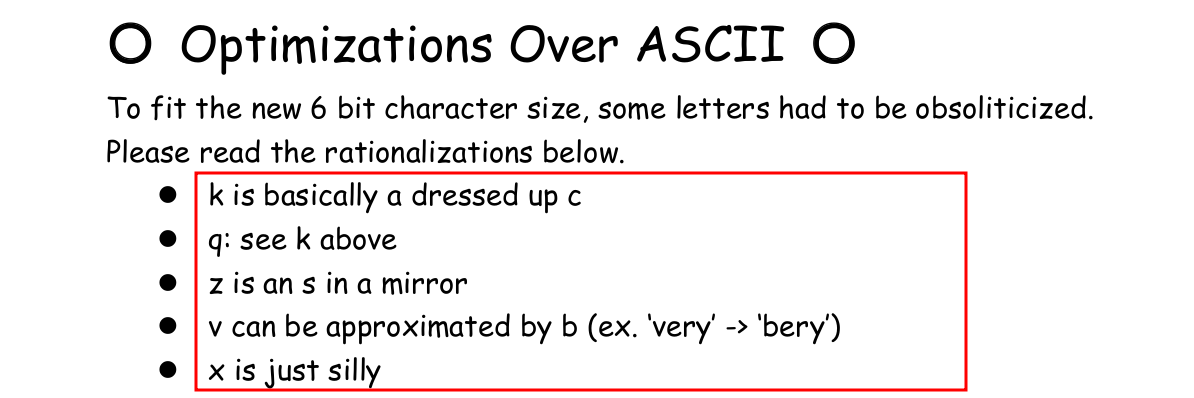 Optimizations Over ASCII
To fit the new 6 bit character size, some letters had to be obsoliticized.
Please read the rationalizations below.
● k is basically a dressed up c
● q: see k above
● z is an s in a mirror
● v can be approximated by b (ex. ‘very’ -> ‘bery’)
● x is just silly